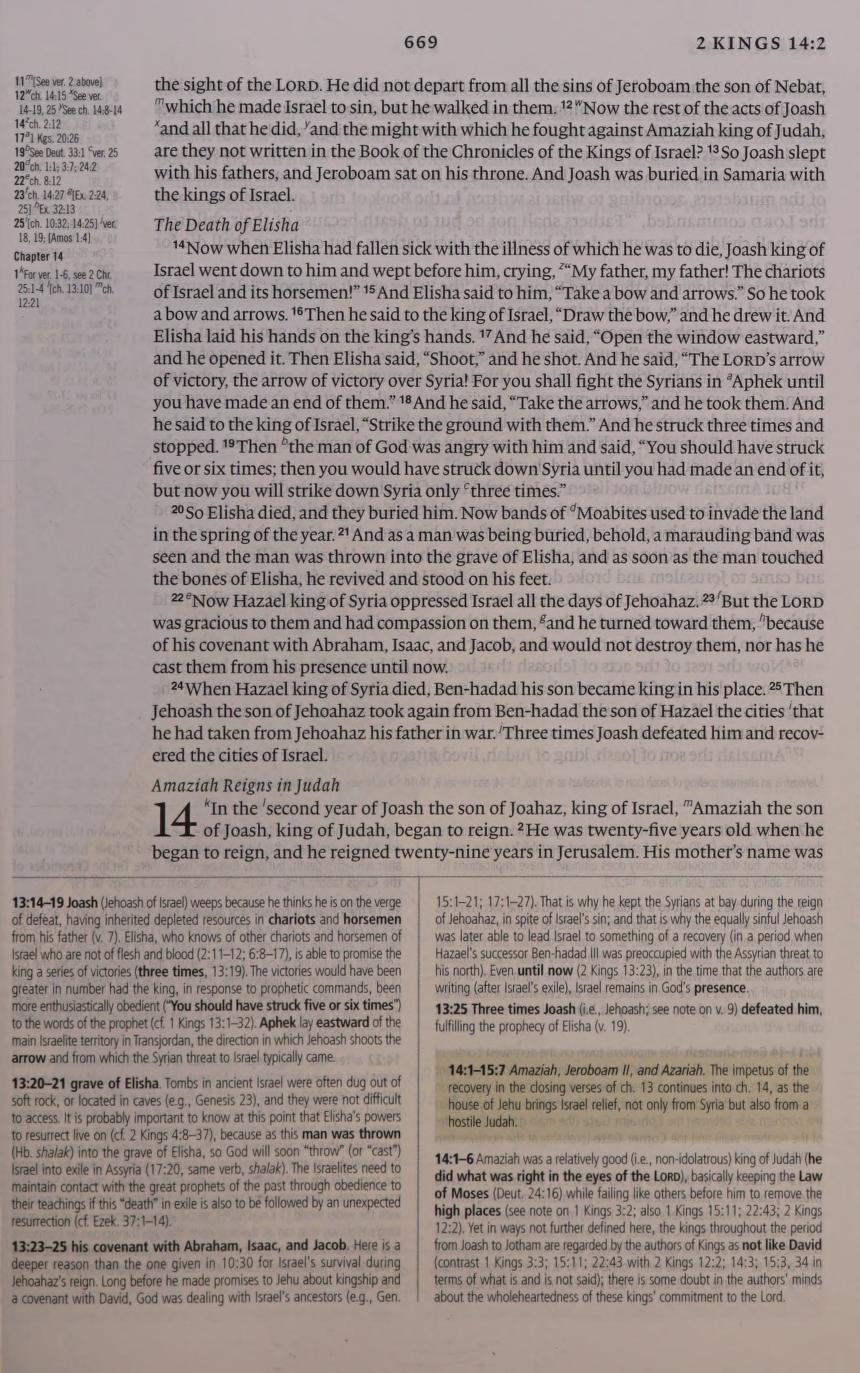 669
2 KINGS 14:2
11 m [See ver. 2 above]
12 w ch. 14:15 x See ver.
14-19, 25 y See ch. 14:8-14
14 z ch. 2:12
17 a 1 Kgs. 20:26
19 b See Deut. 33:1 c ver. 25
20 d ch. 1:1; 3:7; 24:2
22 e ch. 8:12
23 f ch. 14:27 g [Ex. 2:24,
25] h Ex. 32:13
25 i [ch. 10:32; 14:25] j ver.
18, 19; [Amos 1:4]
Chapter 14
1 k For ver. 1-6, see 2 Chr.
25:1-4 l [ch. 13:10] m ch.
12:21
the sight of the LORD. He did not depart from all the sins of Jeroboam the son of Nebat,
m which he made Israel to sin, but he walked in them. 12 w Now the rest of the acts of Joash
x and all that he did, y and the might with which he fought against Amaziah king of Judah,
are they not written in the Book of the Chronicles of the Kings of Israel? 13 So Joash slept
with his fathers, and Jeroboam sat on his throne. And Joash was buried in Samaria with
the kings of Israel.
The Death of Elisha
14 Now when Elisha had fallen sick with the illness of which he was to die, Joash king of
Israel went down to him and wept before him, crying, z “My father, my father! The chariots
of Israel and its horsemen!” 15 And Elisha said to him, “Take a bow and arrows.” So he took
a bow and arrows. 16 Then he said to the king of Israel, “Draw the bow,” and he drew it. And
Elisha laid his hands on the king’s hands. 17 And he said, “Open the window eastward,”
and he opened it. Then Elisha said, “Shoot,” and he shot. And he said, “The LORD’s arrow
of victory, the arrow of victory over Syria! For you shall fight the Syrians in a Aphek until
you have made an end of them.” 18 And he said, “Take the arrows,” and he took them. And
he said to the king of Israel, “Strike the ground with them.” And he struck three times and
stopped. 19 Then b the man of God was angry with him and said, “You should have struck
five or six times; then you would have struck down Syria until you had made an end of it,
but now you will strike down Syria only c three times.”
20 So Elisha died, and they buried him. Now bands of d Moabites used to invade the land
in the spring of the year. 21 And as a man was being buried, behold, a marauding band was
seen and the man was thrown into the grave of Elisha, and as soon as the man touched
the bones of Elisha, he revived and stood on his feet.
22 e Now Hazael king of Syria oppressed Israel all the days of Jehoahaz. 23 f But the LORD
was gracious to them and had compassion on them, g and he turned toward them, h because
of his covenant with Abraham, Isaac, and Jacob, and would not destroy them, nor has he
cast them from his presence until now.
24 When Hazael king of Syria died, Ben-hadad his son became king in his place. 25 Then
Jehoash the son of Jehoahaz took again from Ben-hadad the son of Hazael the cities i that
he had taken from Jehoahaz his father in war. j Three times Joash defeated him and recov-
ered the cities of Israel.
Amaziah Reigns in Judah
14 k In the l second year of Joash the son of Joahaz, king of Israel, m Amaziah the son
of Joash, king of Judah, began to reign. 2 He was twenty-five years old when he
began to reign, and he reigned twenty-nine years in Jerusalem. His mother’s name was
13:14–19 Joash (Jehoash of Israel) weeps because he thinks he is on the verge
of defeat, having inherited depleted resources in chariots and horsemen
from his father (v. 7). Elisha, who knows of other chariots and horsemen of
Israel who are not of flesh and blood (2:11–12; 6:8–17), is able to promise the
king a series of victories (three times, 13:19). The victories would have been
greater in number had the king, in response to prophetic commands, been
more enthusiastically obedient (“You should have struck five or six times”)
to the words of the prophet (cf. 1 Kings 13:1–32). Aphek lay eastward of the
main Israelite territory in Transjordan, the direction in which Jehoash shoots the
arrow and from which the Syrian threat to Israel typically came.
13:20–21 grave of Elisha. Tombs in ancient Israel were often dug out of
soft rock, or located in caves (e.g., Genesis 23), and they were not difficult
to access. It is probably important to know at this point that Elisha’s powers
to resurrect live on (cf. 2 Kings 4:8–37), because as this man was thrown
(Hb. shalak) into the grave of Elisha, so God will soon “throw” (or “cast”)
Israel into exile in Assyria (17:20, same verb, shalak). The Israelites need to
maintain contact with the great prophets of the past through obedience to
their teachings if this “death” in exile is also to be followed by an unexpected
resurrection (cf. Ezek. 37:1–14).
13:23–25 his covenant with Abraham, Isaac, and Jacob. Here is a
deeper reason than the one given in 10:30 for Israel’s survival during
Jehoahaz’s reign. Long before he made promises to Jehu about kingship and
a covenant with David, God was dealing with Israel’s ancestors (e.g., Gen.
15:1–21; 17:1–27). That is why he kept the Syrians at bay during the reign
of Jehoahaz, in spite of Israel’s sin; and that is why the equally sinful Jehoash
was later able to lead Israel to something of a recovery (in a period when
Hazael’s successor Ben-hadad III was preoccupied with the Assyrian threat to
his north). Even until now (2 Kings 13:23), in the time that the authors are
writing (after Israel’s exile), Israel remains in God’s presence.
13:25 Three times Joash (i.e., Jehoash; see note on v. 9) defeated him,
fulfilling the prophecy of Elisha (v. 19).
14:1–15:7 Amaziah, Jeroboam II, and Azariah. The impetus of the
recovery in the closing verses of ch. 13 continues into ch. 14, as the
house of Jehu brings Israel relief, not only from Syria but also from a
hostile Judah.
14:1–6 Amaziah was a relatively good (i.e., non-idolatrous) king of Judah (he
did what was right in the eyes of the LORD), basically keeping the Law
of Moses (Deut. 24:16) while failing like others before him to remove the
high places (see note on 1 Kings 3:2; also 1 Kings 15:11; 22:43; 2 Kings
12:2). Yet in ways not further defined here, the kings throughout the period
from Joash to Jotham are regarded by the authors of Kings as not like David
(contrast 1 Kings 3:3; 15:11; 22:43 with 2 Kings 12:2; 14:3; 15:3, 34 in
terms of what is and is not said); there is some doubt in the authors’ minds
about the wholeheartedness of these kings’ commitment to the Lord.